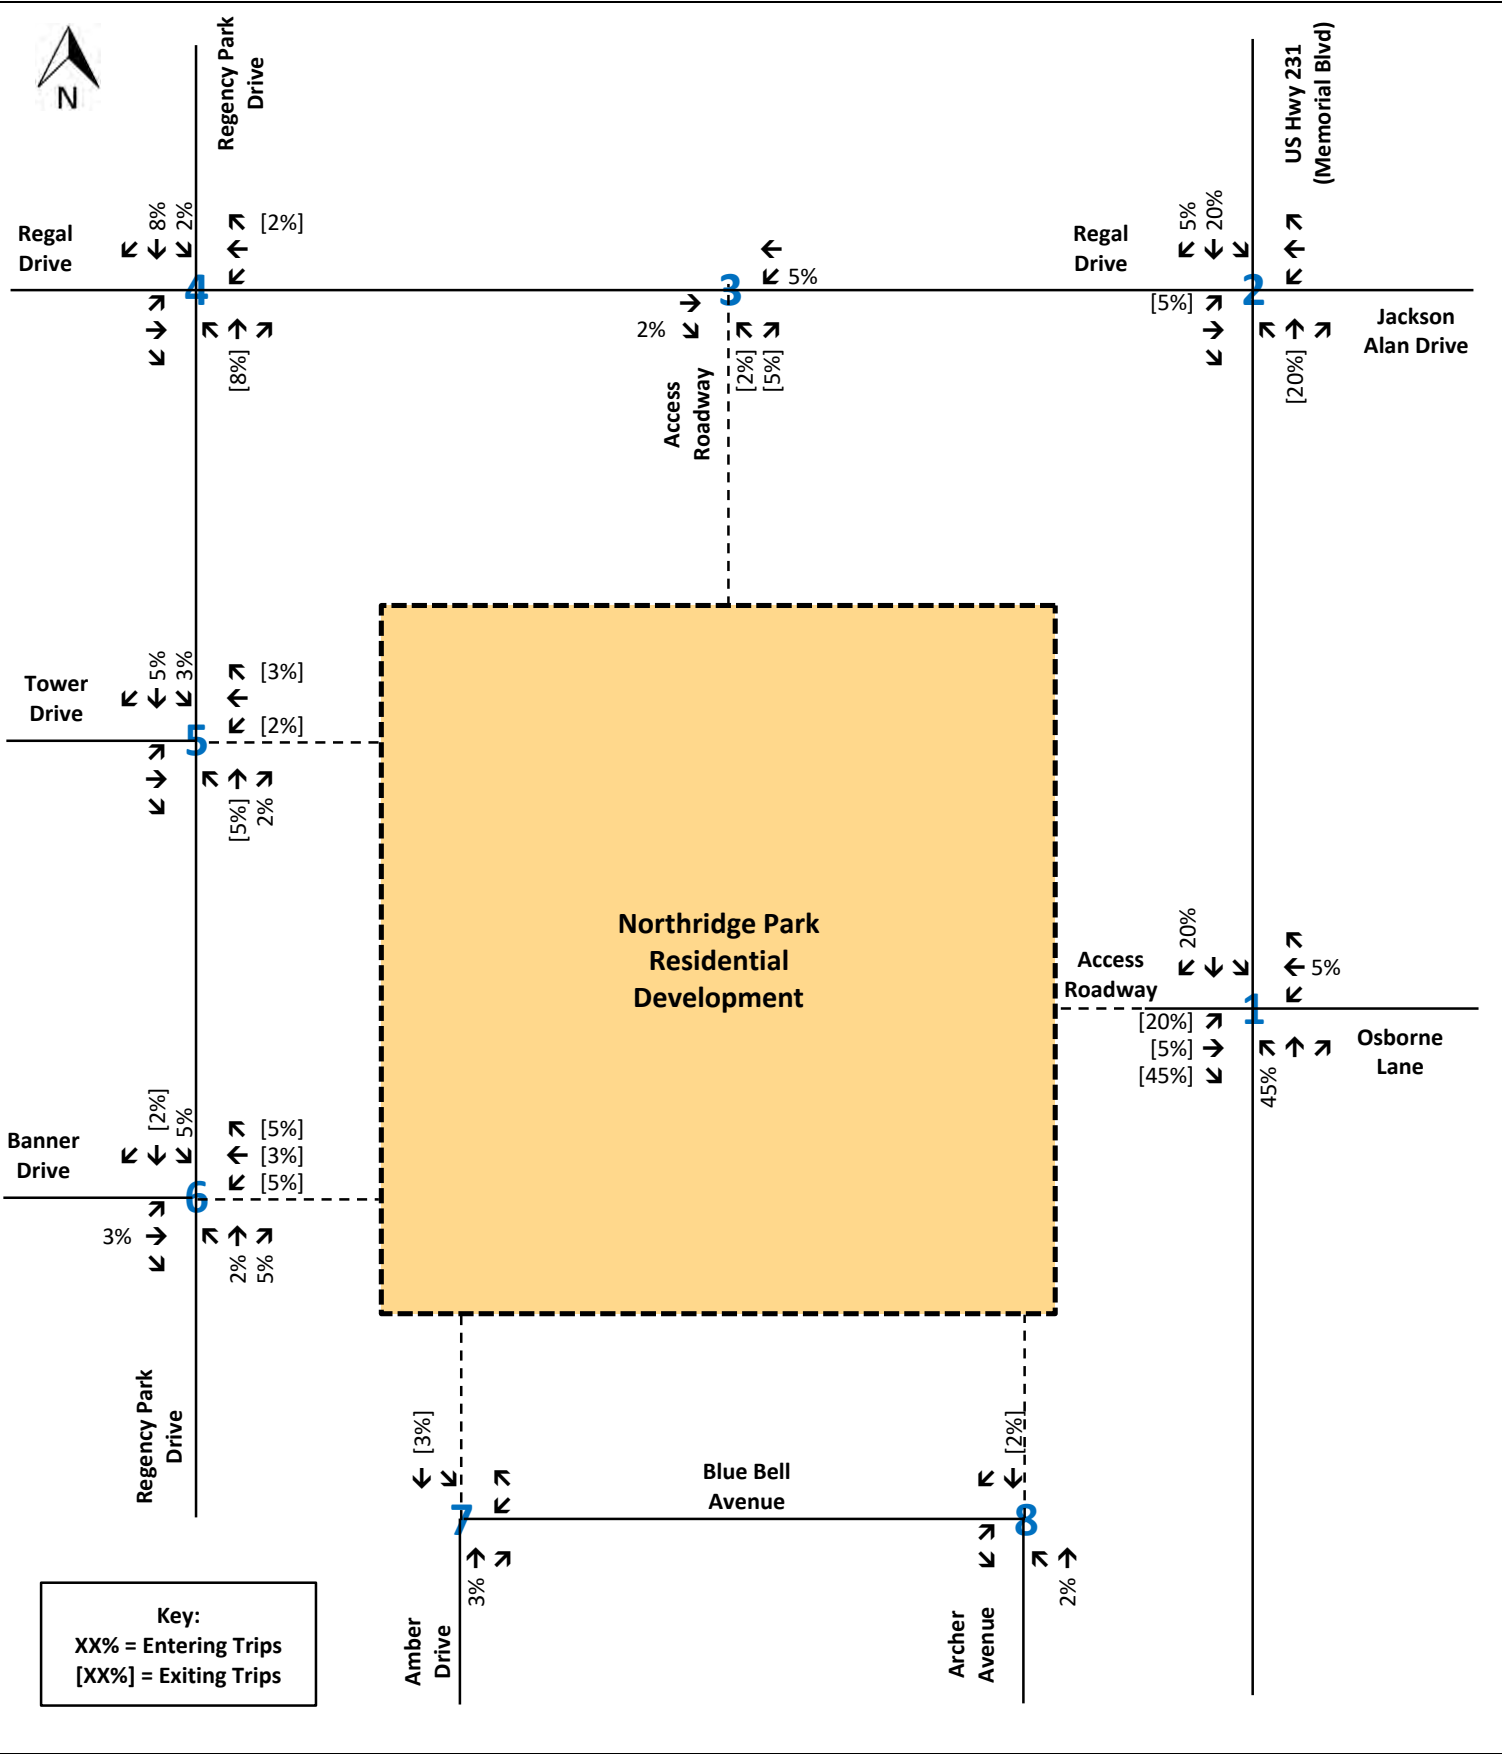 N
Regency Park
Drive
US Hwy 231
(Memorial Blvd)
Regal
Drive
8%
2%
[2%]
4
[8%]
5%
3
2%
[2%]
[5%]
Access
Roadway
Regal
Drive
5%
20%
2
[5%]
[20%]
Jackson
Alan Drive
Tower
Drive
5%
3%
[3%]
[2%]
5
[5%]
2%
Northridge Park
Residential
Development
Access
Roadway
20%
5%
1
[20%]
[5%]
[45%]
45%
Osborne
Lane
Banner
Drive
[2%]
5%
[5%]
[3%]
[5%]
6
3%
2%
5%
Regency Park
Drive
[3%]
7
3%
Amber
Drive
Blue Bell
Avenue
[2%]
8
2%
Archer
Avenue
Key:
XX% = Entering Trips
[XX%] = Exiting Trips